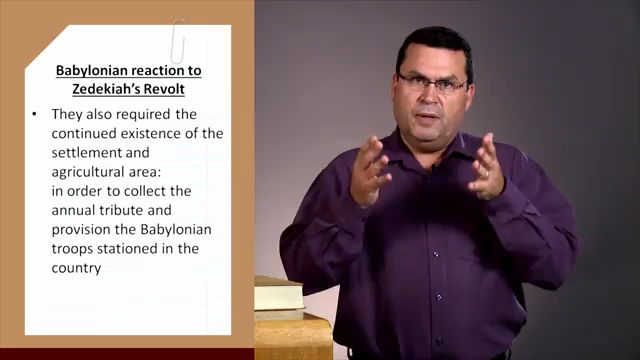 Babylonian reaction to
Zedekiah's Revolt
• They also required the
continued existence of the
settlement and
agricultural area:
in order to collect the
annual tribute and
provision the Babylonian
troops stationed in the
country